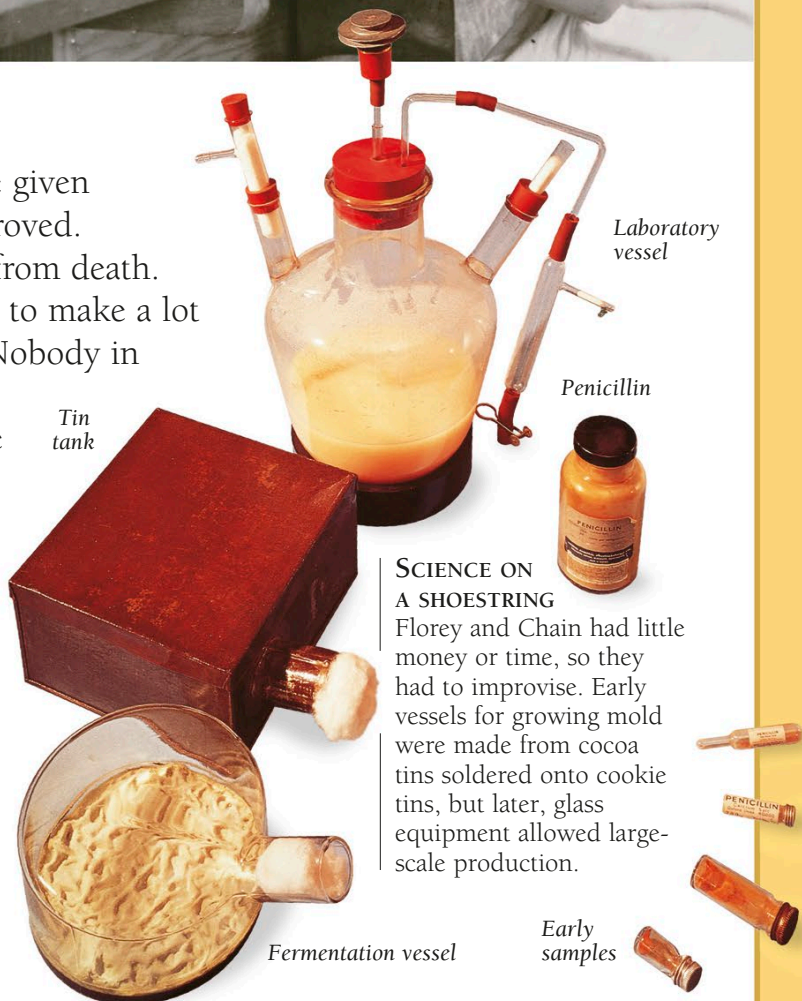 given
roved.
from death.
to make a lot
Nobody in
Laboratory
vessel
Penicillin
Tin
tank
PENICILLIN
SCIENCE ON
A SHOESTRING
Florey and Chain had little
money or time, so they
had to improvise. Early
vessels for growing mold
were made from cocoa
tins soldered onto cookie
tins, but later, glass
equipment allowed large-
scale production.
PENICILLIN
Fermentation vessel
Early
samples